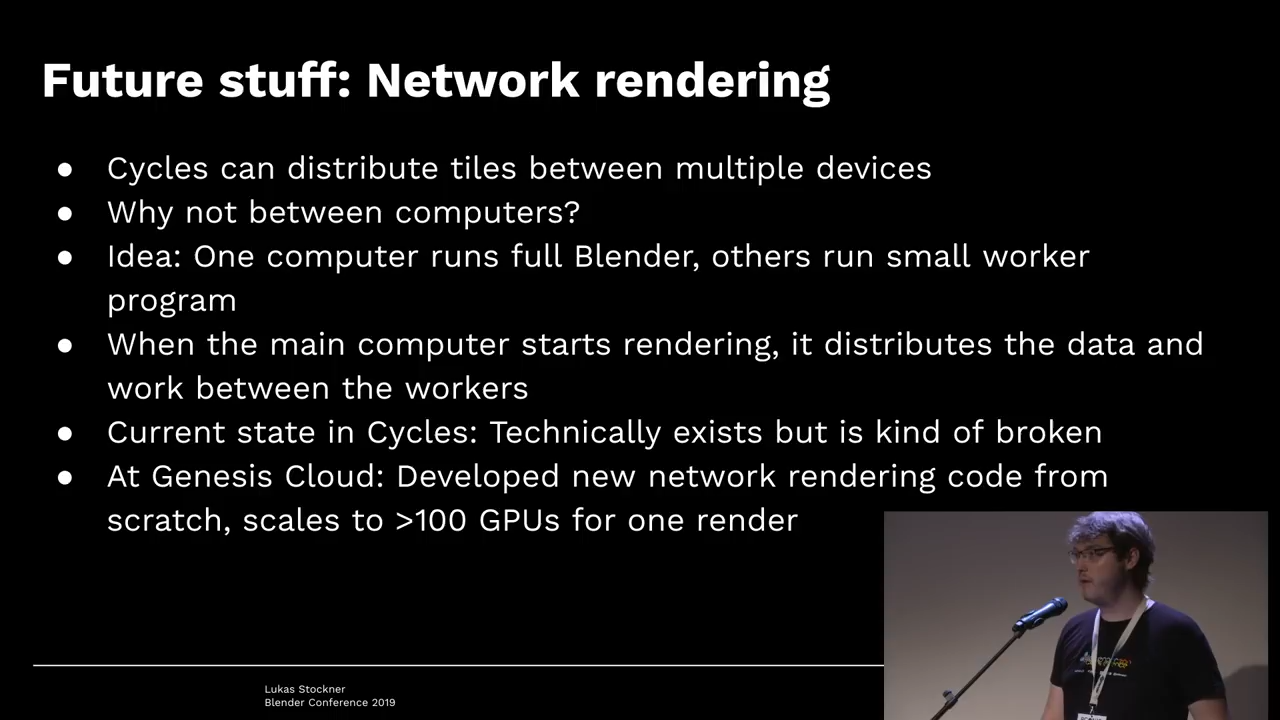 Future stuff: Network rendering
● Cycles can distribute tiles between multiple devices
● Why not between computers?
● Idea: One computer runs full Blender, others run small worker
program
● When the main computer starts rendering, it distributes the data and
work between the workers
● Current state in Cycles: Technically exists but is kind of broken
● At Genesis Cloud: Developed new network rendering code from
scratch, scales to >100 GPUs for one render
Lukas Stockner
Blender Conference 2019